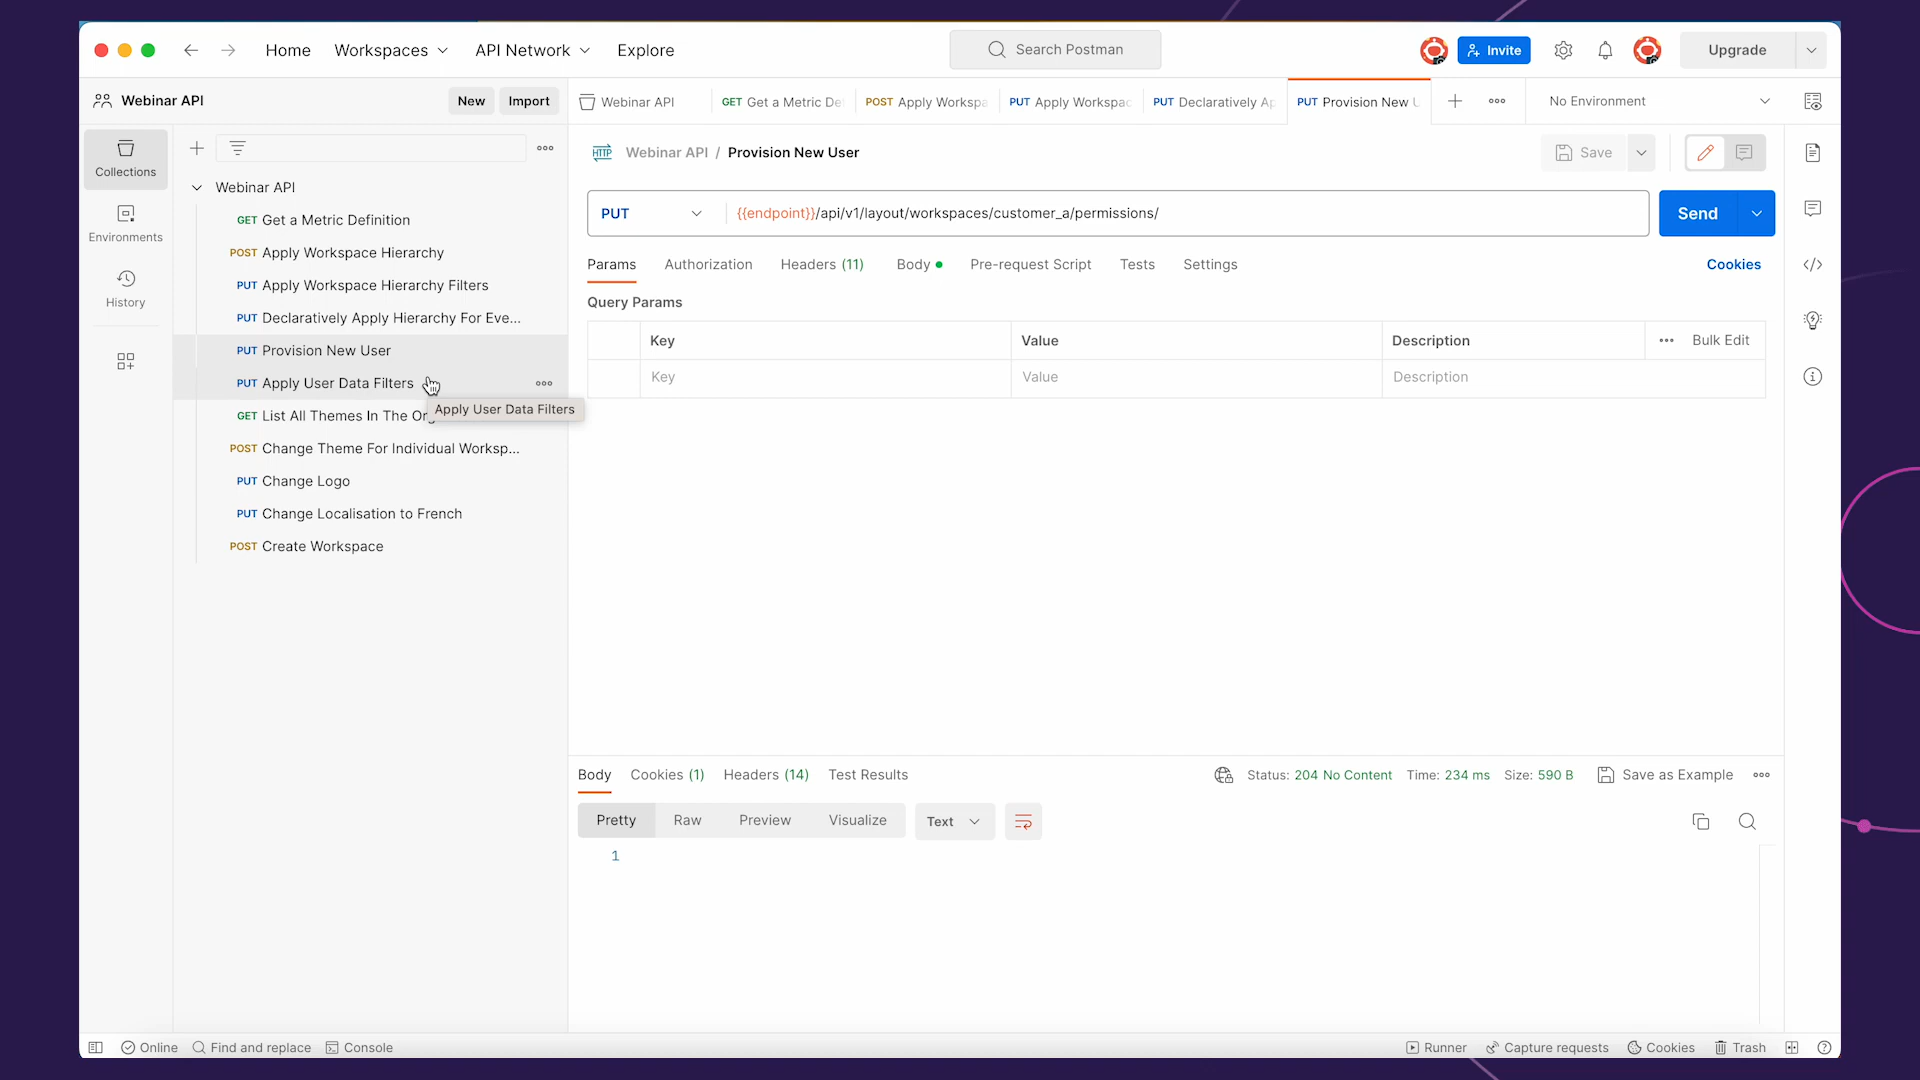 Home
Workspaces
API Network
Explore
Search Postman
Invite
Upgrade
Webinar API
New
Import
Webinar API
GET Get a Metric De
POST Apply Workspa
PUT Apply Workspac
PUT Declaratively Ap
PUT Provision New U
No Environment
Collections
Environments
History
Webinar API
GET Get a Metric Definition
POST Apply Workspace Hierarchy
PUT Apply Workspace Hierarchy Filters
PUT Declaratively Apply Hierarchy For Eve...
PUT Provision New User
PUT Apply User Data Filters
Apply User Data Filters
GET List All Themes In The Org
POST Change Theme For Individual Worksp...
PUT Change Logo
PUT Change Localisation to French
POST Create Workspace
HTTP Webinar API / Provision New User
Save
PUT {{endpoint}}/api/v1/layout/workspaces/customer_a/permissions/
Send
Params Authorization Headers (11) Body Pre-request Script Tests Settings
Cookies
Query Params
Key Value Description Bulk Edit
Key Value Description
Body Cookies (1) Headers (14) Test Results
Status: 204 No Content Time: 234 ms Size: 590 B Save as Example
Pretty Raw Preview Visualize Text
1
Online Find and replace Console
Runner Capture requests Cookies Trash